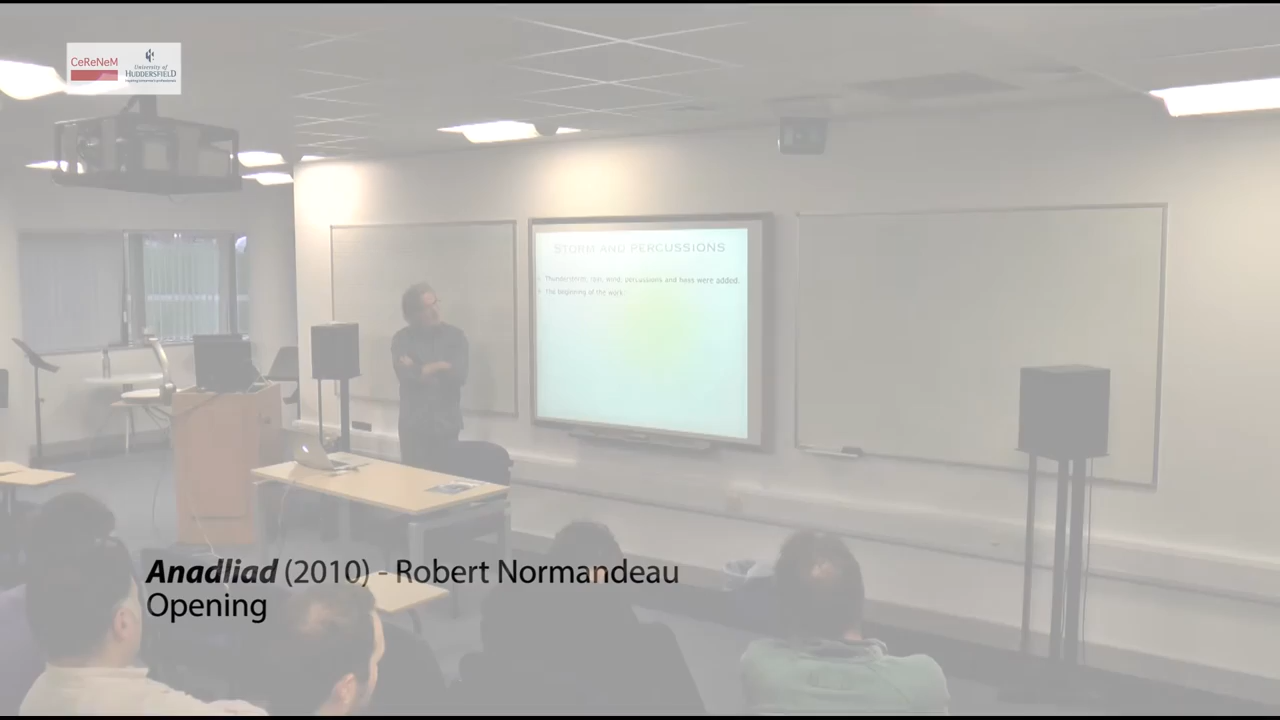 CeReNeM
University of
HUDDERSFIELD
STORM AND PERCUSSIONS
Thunderstorm, rain, wind, percussions and hoos were added.
The beginning of the work:
Anadliad (2010) - Robert Normandeau
Opening